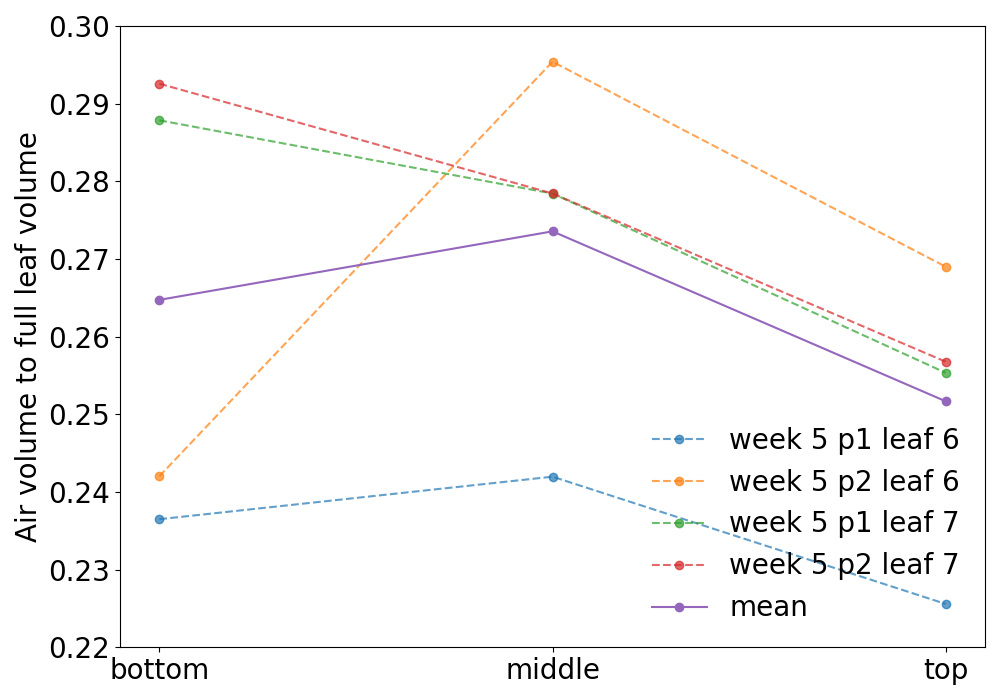 Air volume to full leaf volume
0.30
0.29
0.28
0.27
0.26
0.25
0.24
0.23
0.22
bottom
middle
top
week 5 p1 leaf 6
week 5 p2 leaf 6
week 5 p1 leaf 7
week 5 p2 leaf 7
mean